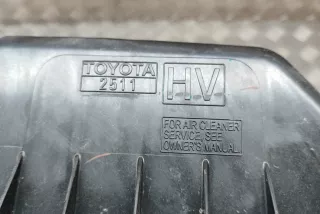 TOYOTA
2511
HV
FOR AIR CLEANER
SERVICE, SEE
OWNER'S MANUAL.